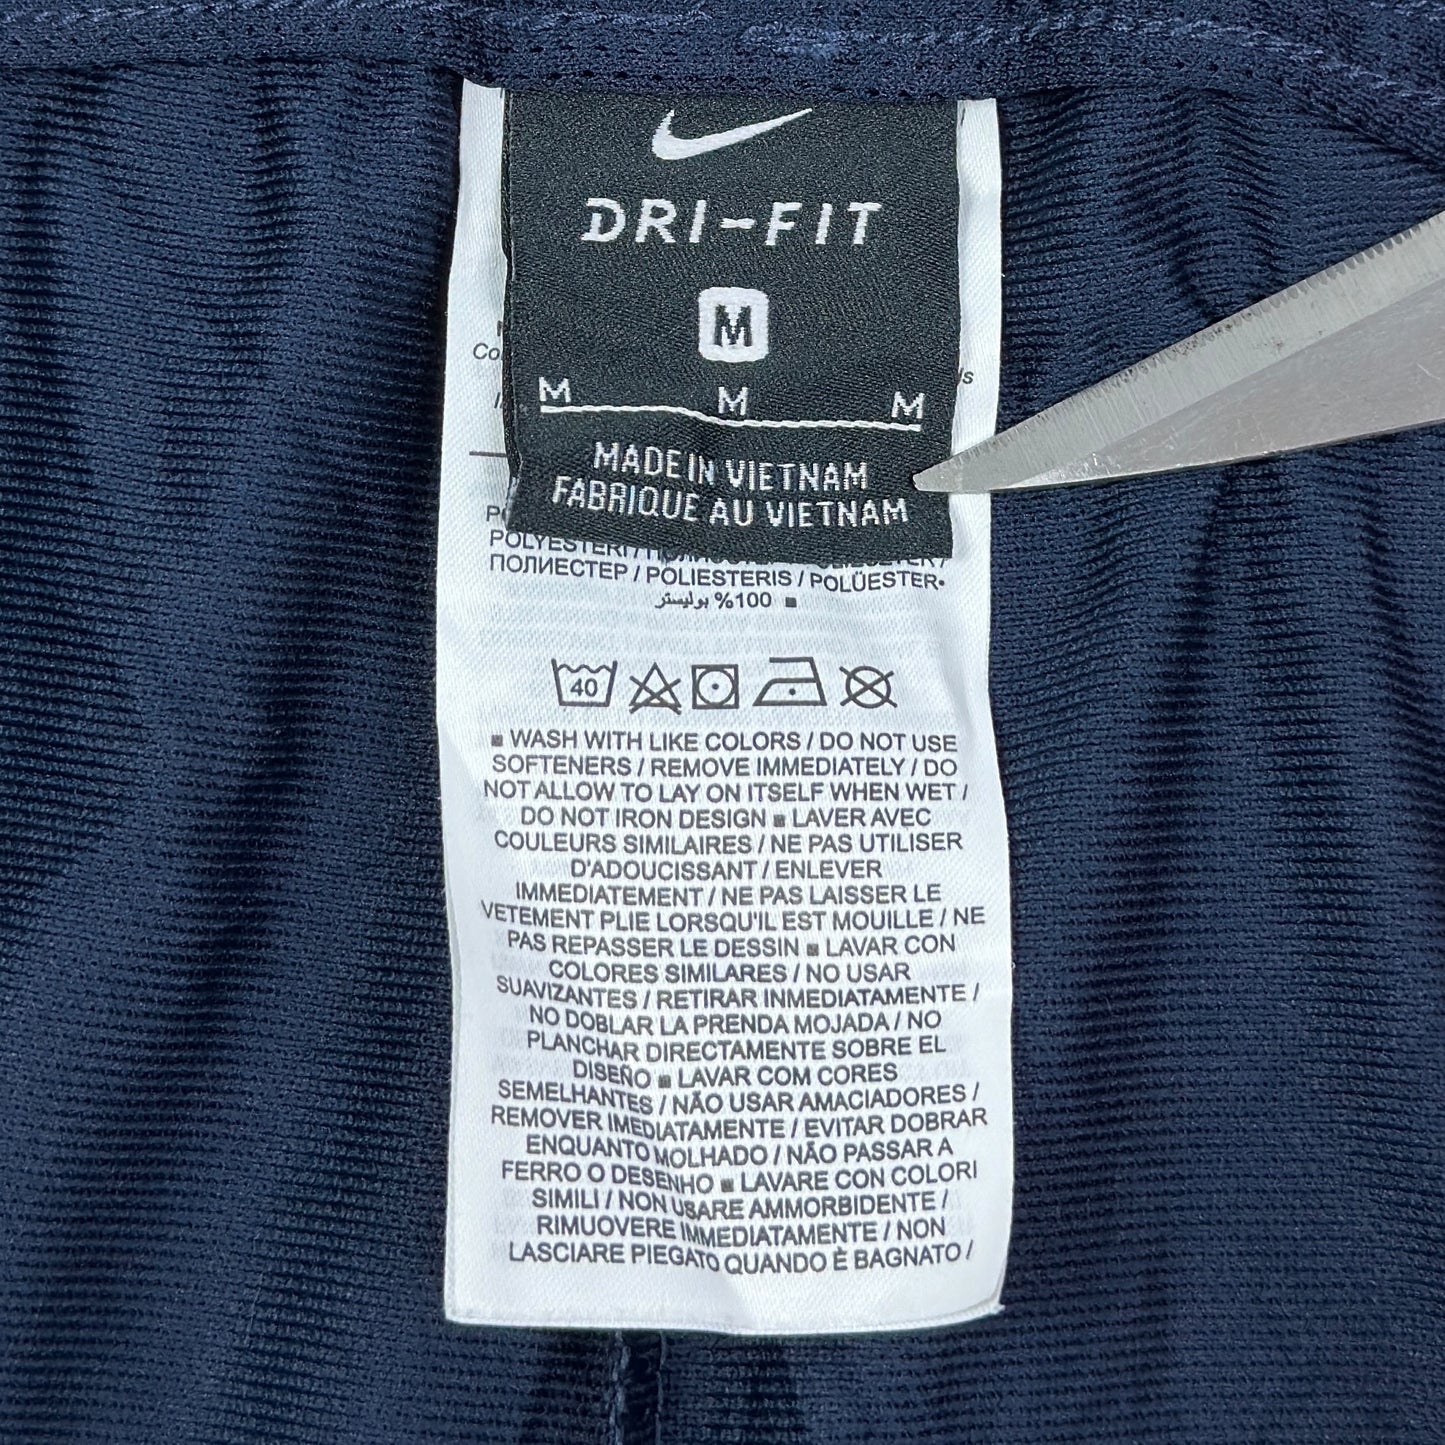 DRI-FIT
M
M M M
MADE IN VIETNAM
FABRIQUE AU VIETNAM
POLYESTERI /
ПОЛИЕСТЕР / POLIESTERIS / POLÜESTER•
■ 100% بوليستر
40
■ WASH WITH LIKE COLORS / DO NOT USE
SOFTENERS / REMOVE IMMEDIATELY / DO
NOT ALLOW TO LAY ON ITSELF WHEN WET /
DO NOT IRON DESIGN ■ LAVER AVEC
COULEURS SIMILAIRES / NE PAS UTILISER
D'ADOUCISSANT / ENLEVER
IMMEDIATEMENT / NE PAS LAISSER LE
VETEMENT PLIE LORSQU'IL EST MOUILLE / NE
PAS REPASSER LE DESSIN ■ LAVAR CON
COLORES SIMILARES / NO USAR
SUAVIZANTES / RETIRAR INMEDIATAMENTE /
NO DOBLAR LA PRENDA MOJADA / NO
PLANCHAR DIRECTAMENTE SOBRE EL
DISEÑO ■ LAVAR COM CORES
SEMELHANTES / NÃO USAR AMACIADORES /
REMOVER IMEDIATAMENTE / EVITAR DOBRAR
ENQUANTO MOLHADO / NÃO PASSAR A
FERRO O DESENHO ■ LAVARE CON COLORI
SIMILI / NON USARE AMMORBIDENTE /
RIMUOVERE IMMEDIATAMENTE / NON
LASCIARE PIEGATO QUANDO È BAGNATO /